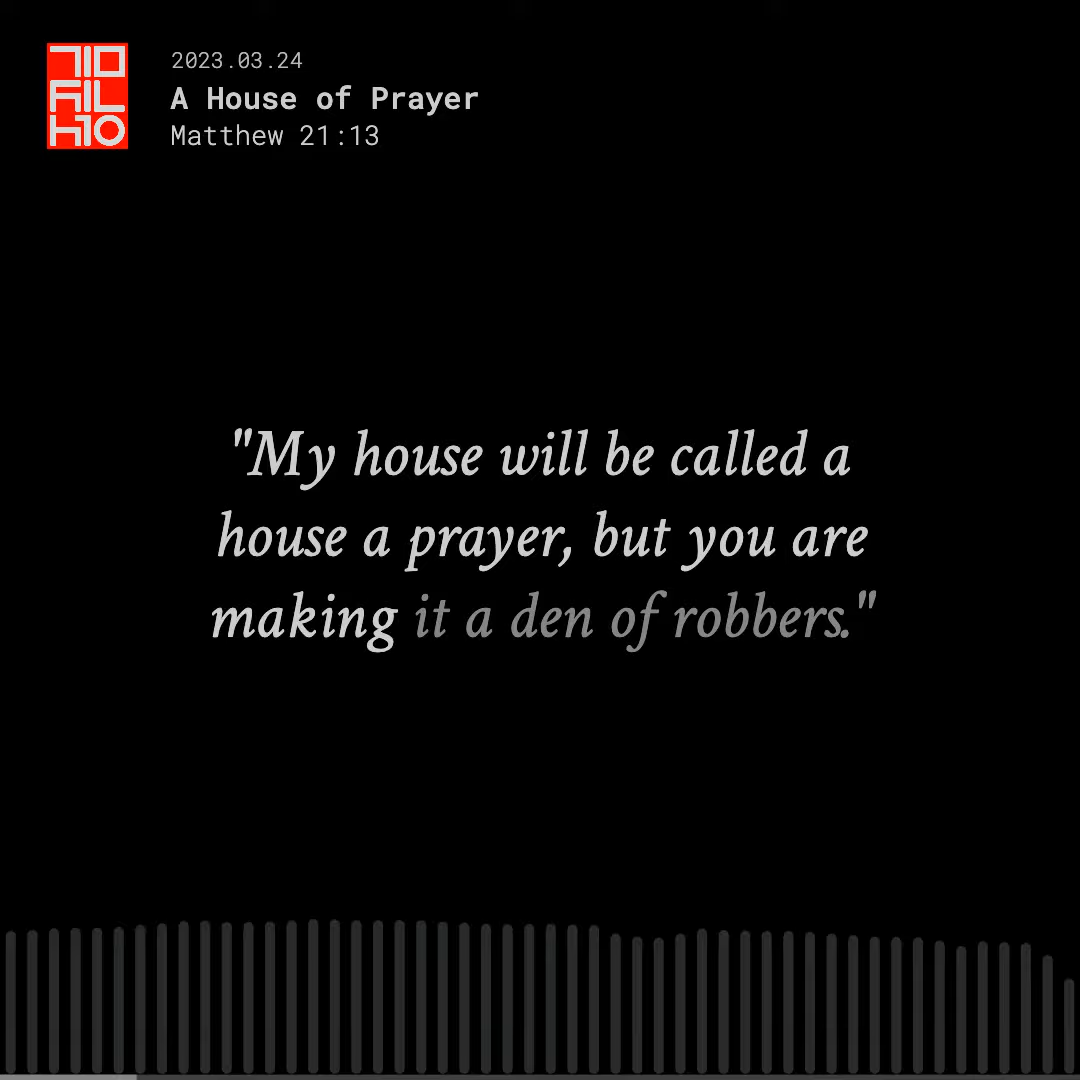 2023.03.24
A House of Prayer
Matthew 21:13
"My house will be called a
house a prayer, but you are
making it a den of robbers."